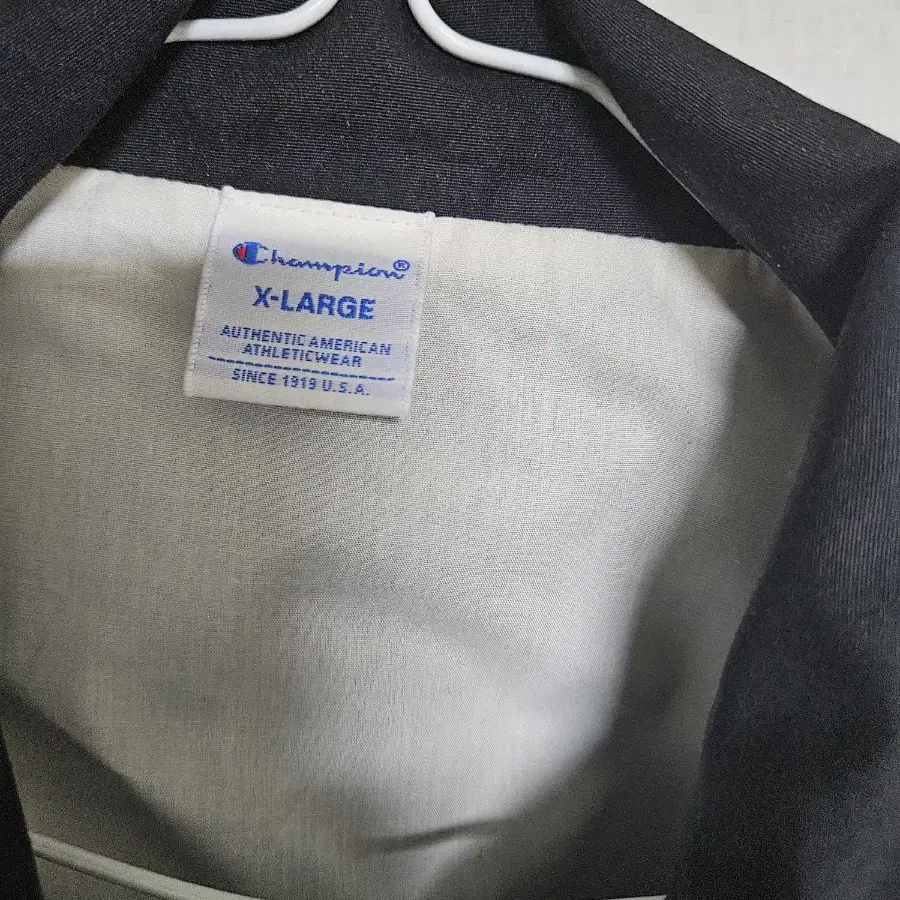 Champion®
X-LARGE
AUTHENTIC AMERICAN
ATHLETICWEAR
SINCE 1919 U.S.A.